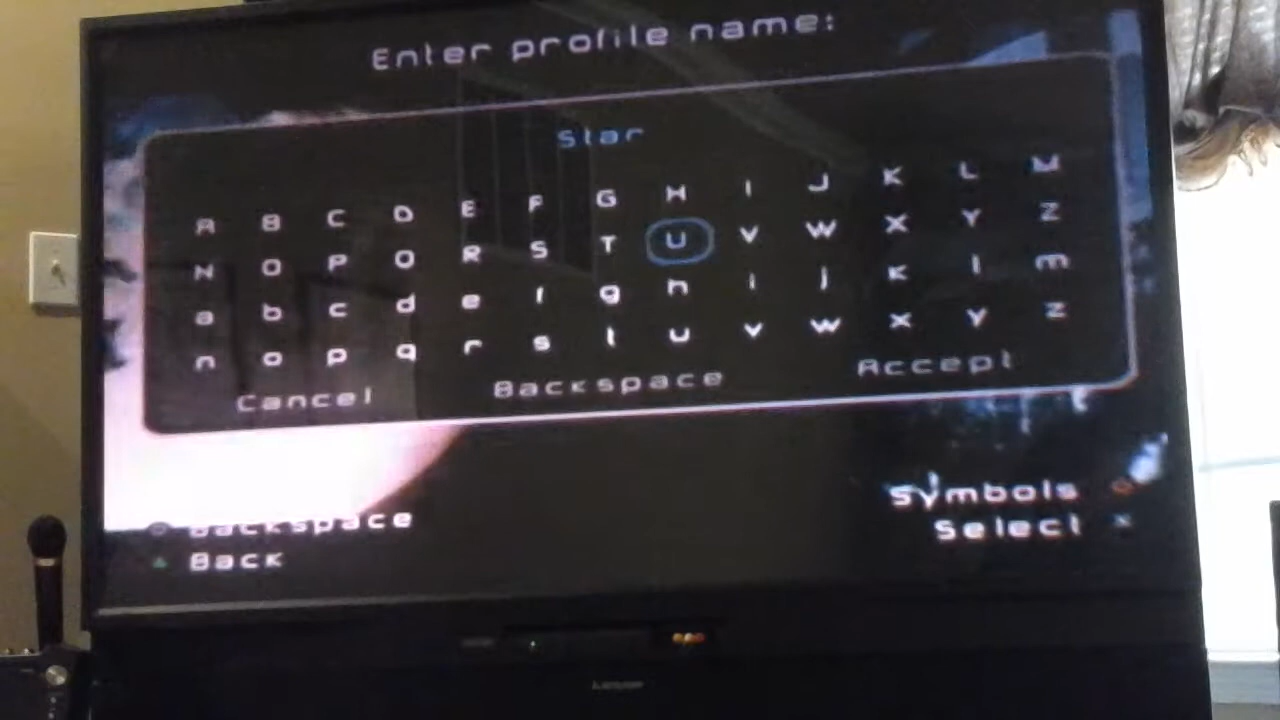 Enter profile name:
Star
A B C D E F G H I J K L M
N O P Q R S T U V W X Y Z
a b c d e f g h i j k l m
n o p q r s t u v w x y z
Cancel Backspace Accept
Backspace Symbols
Back Select